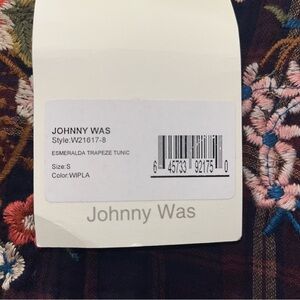 JOHNNY WAS
Style:W21617-8
ESMERALDA TRAPEZE TUNIC
Size:S
Color:WIPLA
6 45733 92175 0
Johnny Was